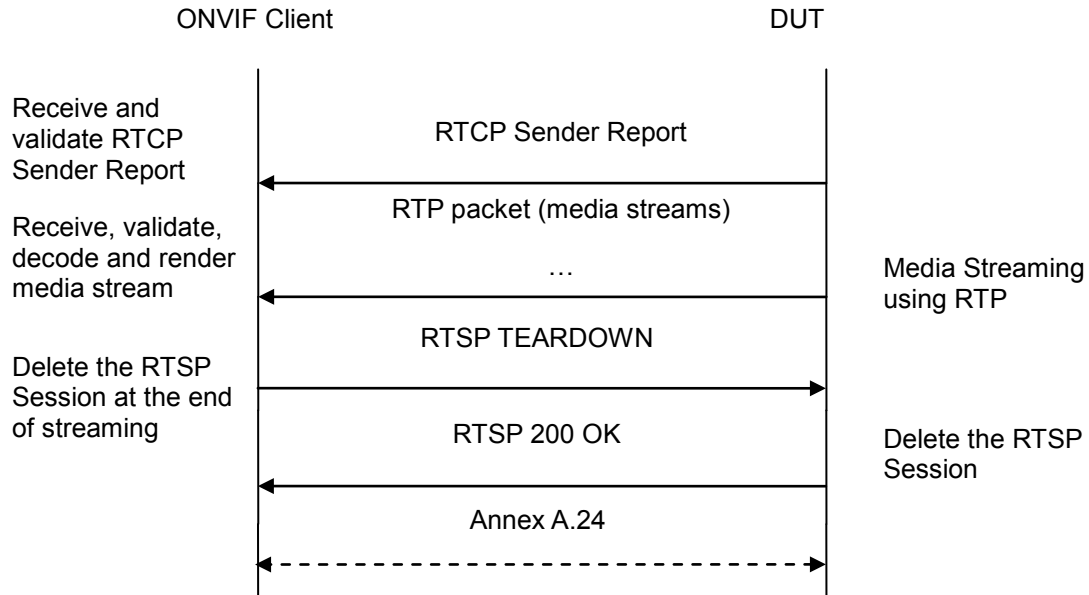 ONVIF Client
DUT
Receive and
validate RTCP
Sender Report
RTCP Sender Report
RTP packet (media streams)
Receive, validate,
decode and render
media stream
…
Media Streaming
using RTP
RTSP TEARDOWN
Delete the RTSP
Session at the end
of streaming
RTSP 200 OK
Delete the RTSP
Session
Annex A.24